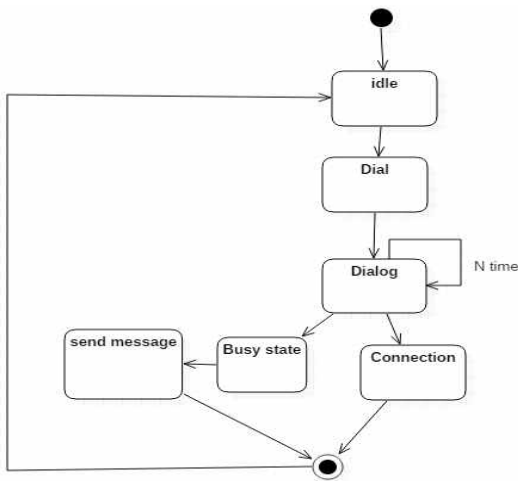 idle
Dial
Dialog
N time
send message
Busy state
Connection